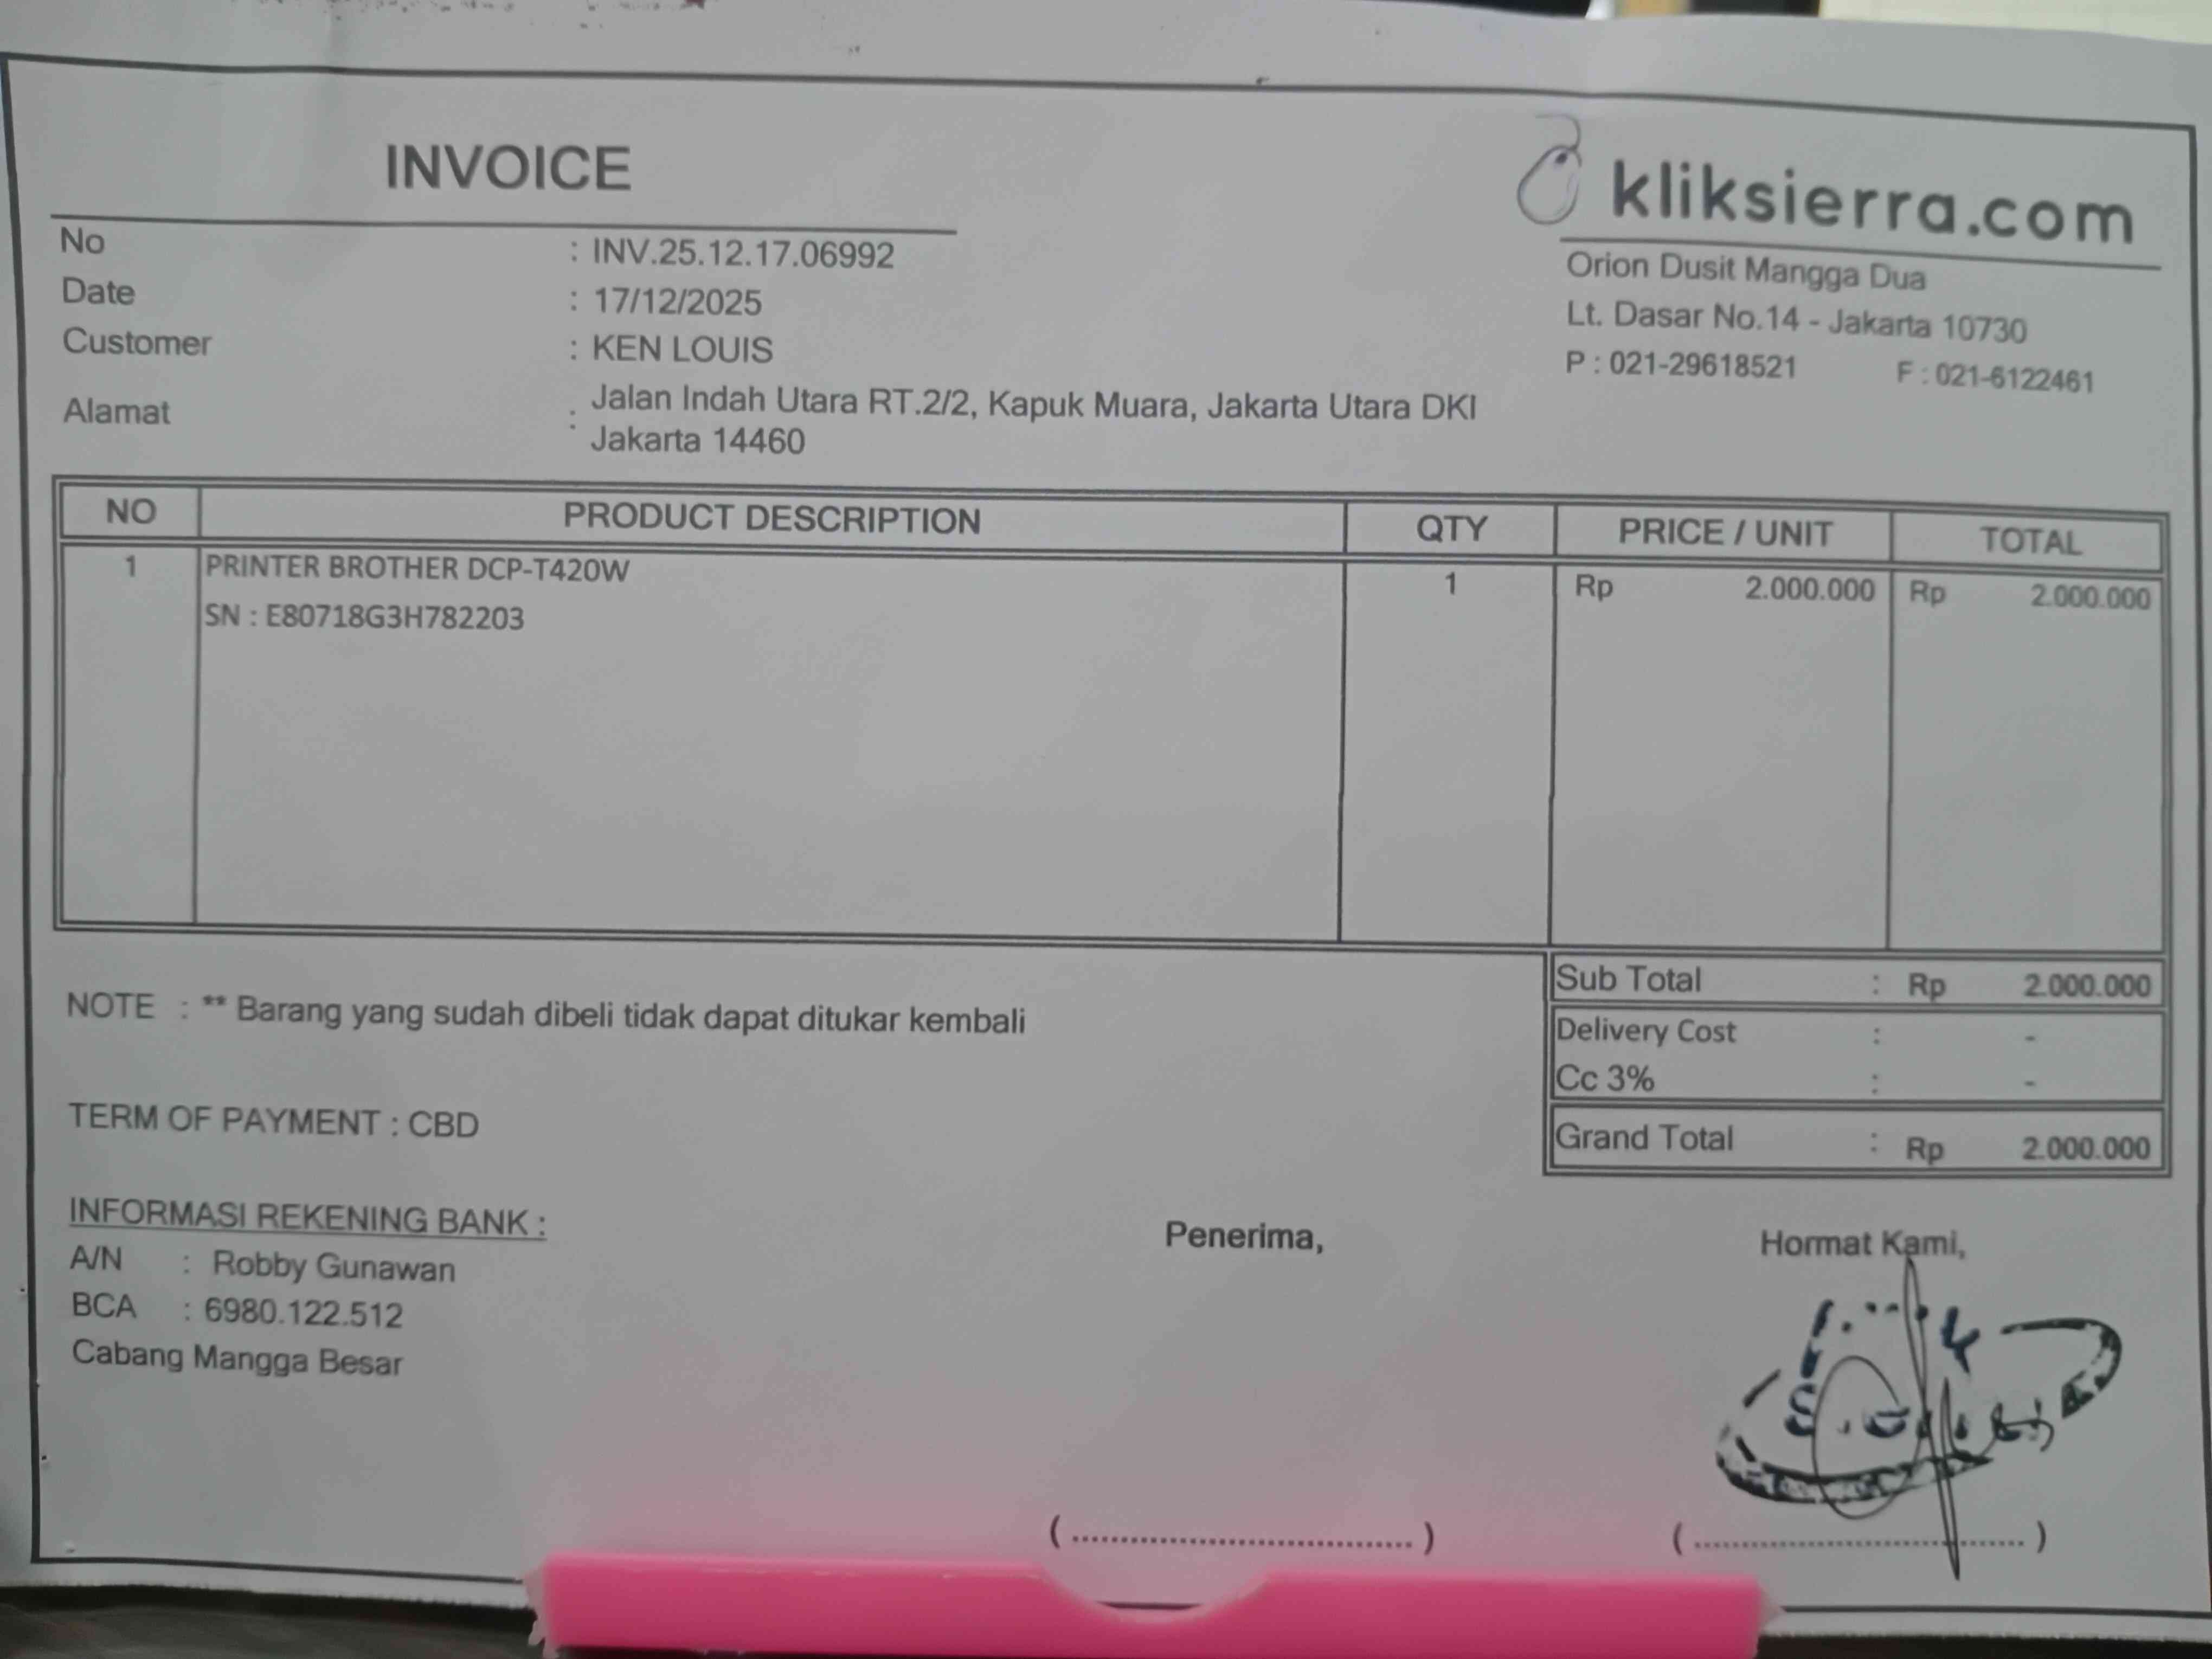 INVOICE
kliksierra.com
Orion Dusit Mangga Dua
Lt. Dasar No.14 - Jakarta 10730
P : 021-29618521 F : 021-6122461
No : INV.25.12.17.06992
Date : 17/12/2025
Customer : KEN LOUIS
Alamat : Jalan Indah Utara RT.2/2, Kapuk Muara, Jakarta Utara DKI
Jakarta 14460
NO PRODUCT DESCRIPTION QTY PRICE / UNIT TOTAL
1 PRINTER BROTHER DCP-T420W 1 Rp 2.000.000 Rp 2.000.000
SN : E80718G3H782203
Sub Total : Rp 2.000.000
NOTE : ** Barang yang sudah dibeli tidak dapat ditukar kembali
Delivery Cost : -
Cc 3% : -
TERM OF PAYMENT : CBD
Grand Total : Rp 2.000.000
INFORMASI REKENING BANK :
A/N : Robby Gunawan
BCA : 6980.122.512
Cabang Mangga Besar
Penerima,
Hormat Kami,
( .................................. ) ( .................................. )